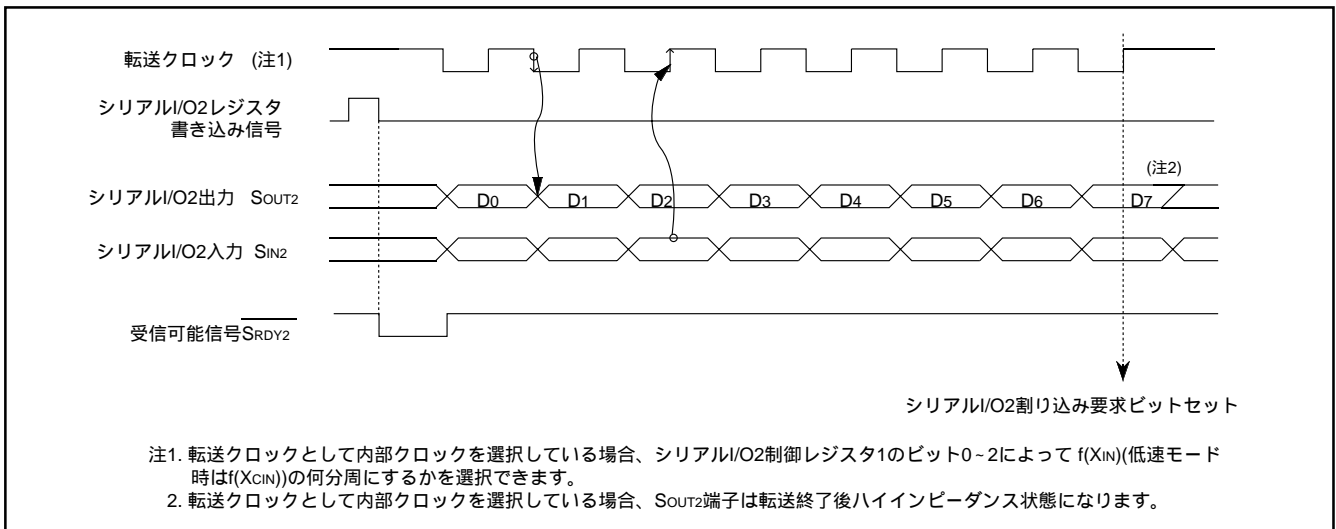 転送クロック (注1)
シリアルI/O2レジスタ
書き込み信号
(注2)
シリアルI/O2出力 SOUT2
D0 D1 D2 D3 D4 D5 D6 D7
シリアルI/O2入力 SIN2
受信可能信号SRDY2
シリアルI/O2割り込み要求ビットセット
注1. 転送クロックとして内部クロックを選択している場合、シリアルI/O2制御レジスタ1のビット0~2によって f(XIN)(低速モード
時はf(XCIN))の何分周にするかを選択できます。
2. 転送クロックとして内部クロックを選択している場合、SOUT2端子は転送終了後ハイインピーダンス状態になります。